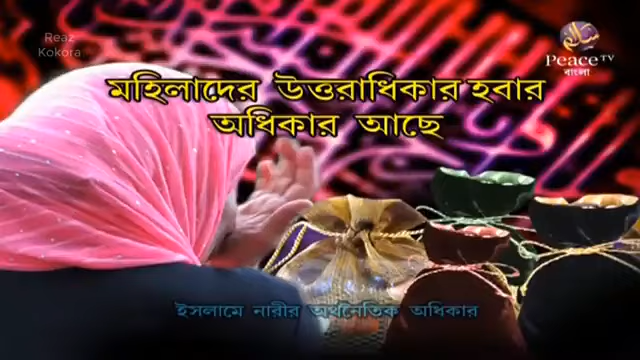 Reaz
Kokora
Peace TV
বাংলা
মহিলাদের উত্তরাধিকার হবার
অধিকার আছে
ইসলামে নারীর অর্থনৈতিক অধিকার